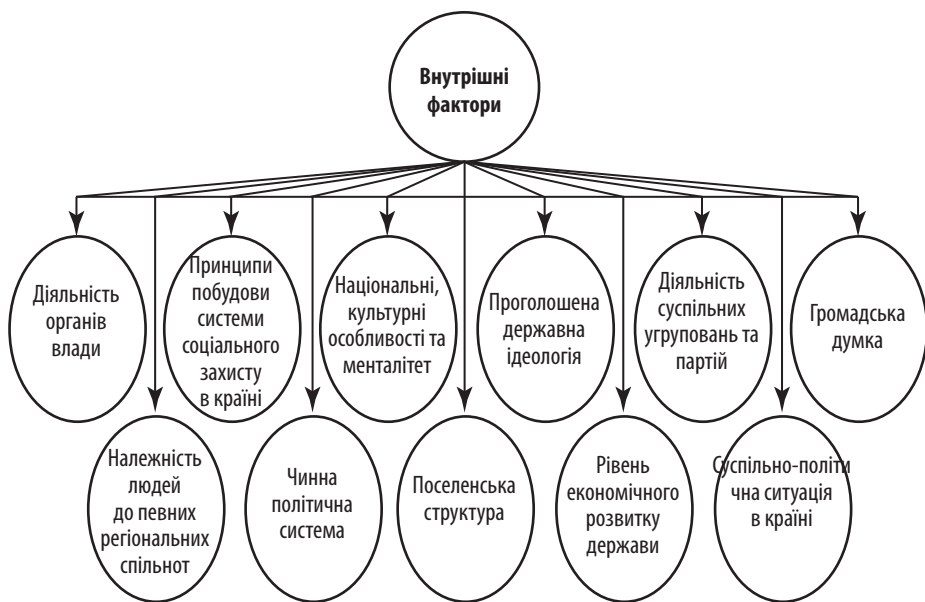 Внутрішні
фактори
Діяльність
органів
влади
Принципи
побудови
системи
соціального
захисту
в країні
Національні,
культурні
особливості та
менталітет
Проголошена
державна
ідеологія
Діяльність
суспільних
угруповань та
партій
Громадська
думка
Належність
людей
до певних
регіональних
спільнот
Чинна
політична
система
Поселенська
структура
Рівень
економічного
розвитку
держави
Суспільно-політи
чна ситуація
в країні